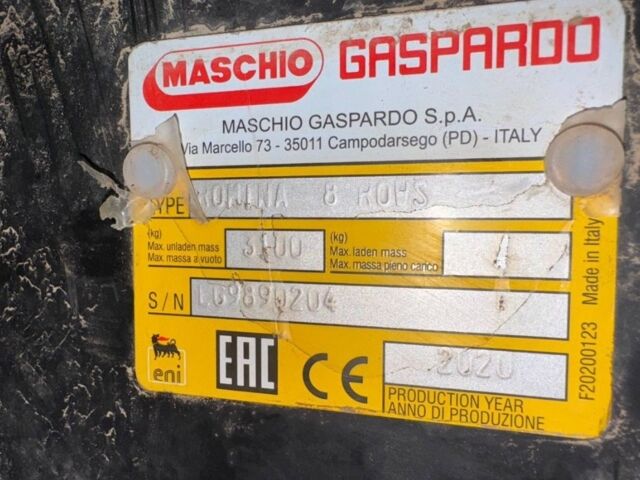 MASCHIO GASPARDO
MASCHIO GASPARDO S.p.A.
Via Marcello 73 - 35011 Campodarsego (PD) - ITALY
TYPE ROMINA 8 ROWS
(kg)
Max. unladen mass
Max. massa a vuoto
3100
(kg)
Max. laden mass
Max. massa pieno carico
/
S/N
eni
EAC CE
2020
PRODUCTION YEAR
ANNO DI PRODUZIONE
F20200123 Made in Italy